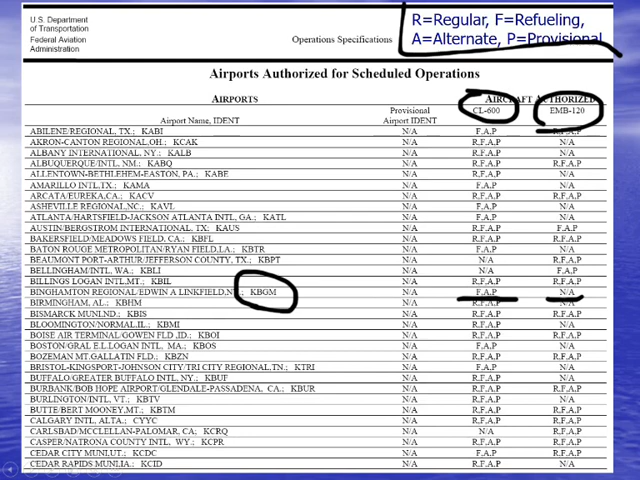 U.S. Department
of Transportation
Federal Aviation
Administration
Operations Specifications
R=Regular, F=Refueling,
A=Alternate, P=Provisional
Airports Authorized for Scheduled Operations
AIRPORTS AIRCRAFT AUTHORIZED
Provisional CL-600 EMB-120
Airport Name, IDENT Airport IDENT
ABILENE/REGIONAL, TX.; KABI N/A F,A,P R,F,A,P
AKRON-CANTON REGIONAL,OH.; KCAK N/A R,F,A,P N/A
ALBANY INTERNATIONAL, NY.; KALB N/A R,F,A,P N/A
ALBUQUERQUE/INTL, NM.; KABQ N/A R,F,A,P R,F,A,P
ALLENTOWN-BETHLEHEM-EASTON, PA.; KABE N/A R,F,A,P N/A
AMARILLO INTL,TX.; KAMA N/A F,A,P N/A
ARCATA/EUREKA,CA.; KACV N/A R,F,A,P R,F,A,P
ASHEVILLE REGIONAL,NC.; KAVL N/A F,A,P N/A
ATLANTA/HARTSFIELD-JACKSON ATLANTA INTL, GA.; KATL N/A F,A,P N/A
AUSTIN/BERGSTROM INTERNATIONAL, TX; KAUS N/A R,F,A,P F,A,P
BAKERSFIELD/MEADOWS FIELD, CA.; KBFL N/A R,F,A,P R,F,A,P
BATON ROUGE METROPOLITAN/RYAN FIELD,LA.; KBTR N/A F,A,P N/A
BEAUMONT PORT-ARTHUR/JEFFERSON COUNTY, TX; KBPT N/A N/A R,F,A,P
BELLINGHAM/INTL, WA.; KBLI N/A N/A F,A,P
BILLINGS LOGAN INTL,MT.; KBIL N/A R,F,A,P R,F,A,P
BINGHAMTON REGIONAL/EDWIN A LINKFIELD, KBGM N/A F,A,P N/A
BIRMINGHAM, AL.; KBHM N/A R,F,A,P N/A
BISMARCK MUNI,ND.; KBIS N/A R,F,A,P R,F,A,P
BLOOMINGTON/NORMAL,IL.; KBMI N/A R,F,A,P N/A
BOISE AIR TERMINAL/GOWEN FLD ,ID.; KBOI N/A R,F,A,P R,F,A,P
BOSTON/GRAL E.L.LOGAN INTL, MA.; KBOS N/A F,A,P N/A
BOZEMAN MT.GALLATIN FLD.; KBZN N/A R,F,A,P R,F,A,P
BRISTOL-KINGSPORT-JOHNSON CITY/TRI CITY REGIONAL,TN.; KTRI N/A F,A,P N/A
BUFFALO/GREATER BUFFALO INTL, NY.; KBUF N/A R,F,A,P N/A
BURBANK/BOB HOPE AIRPORT/GLENDALE-PASSADENA, CA.; KBUR N/A R,F,A,P R,F,A,P
BURLINGTON/INTL, VT.; KBTV N/A R,F,A,P N/A
BUTTE/BERT MOONEY,MT.; KBTM N/A R,F,A,P R,F,A,P
CALGARY INTL, ALTA.; CYYC N/A R,F,A,P R,F,A,P
CARLSBAD/MCCLELLAN-PALOMAR, CA; KCRQ N/A N/A R,F,A,P
CASPER/NATRONA COUNTY INTL, WY.; KCPR N/A R,F,A,P R,F,A,P
CEDAR CITY MUNI,UT.; KCDC N/A F,A,P R,F,A,P
CEDAR RAPIDS MUNI,IA.; KCID N/A R,F,A,P N/A